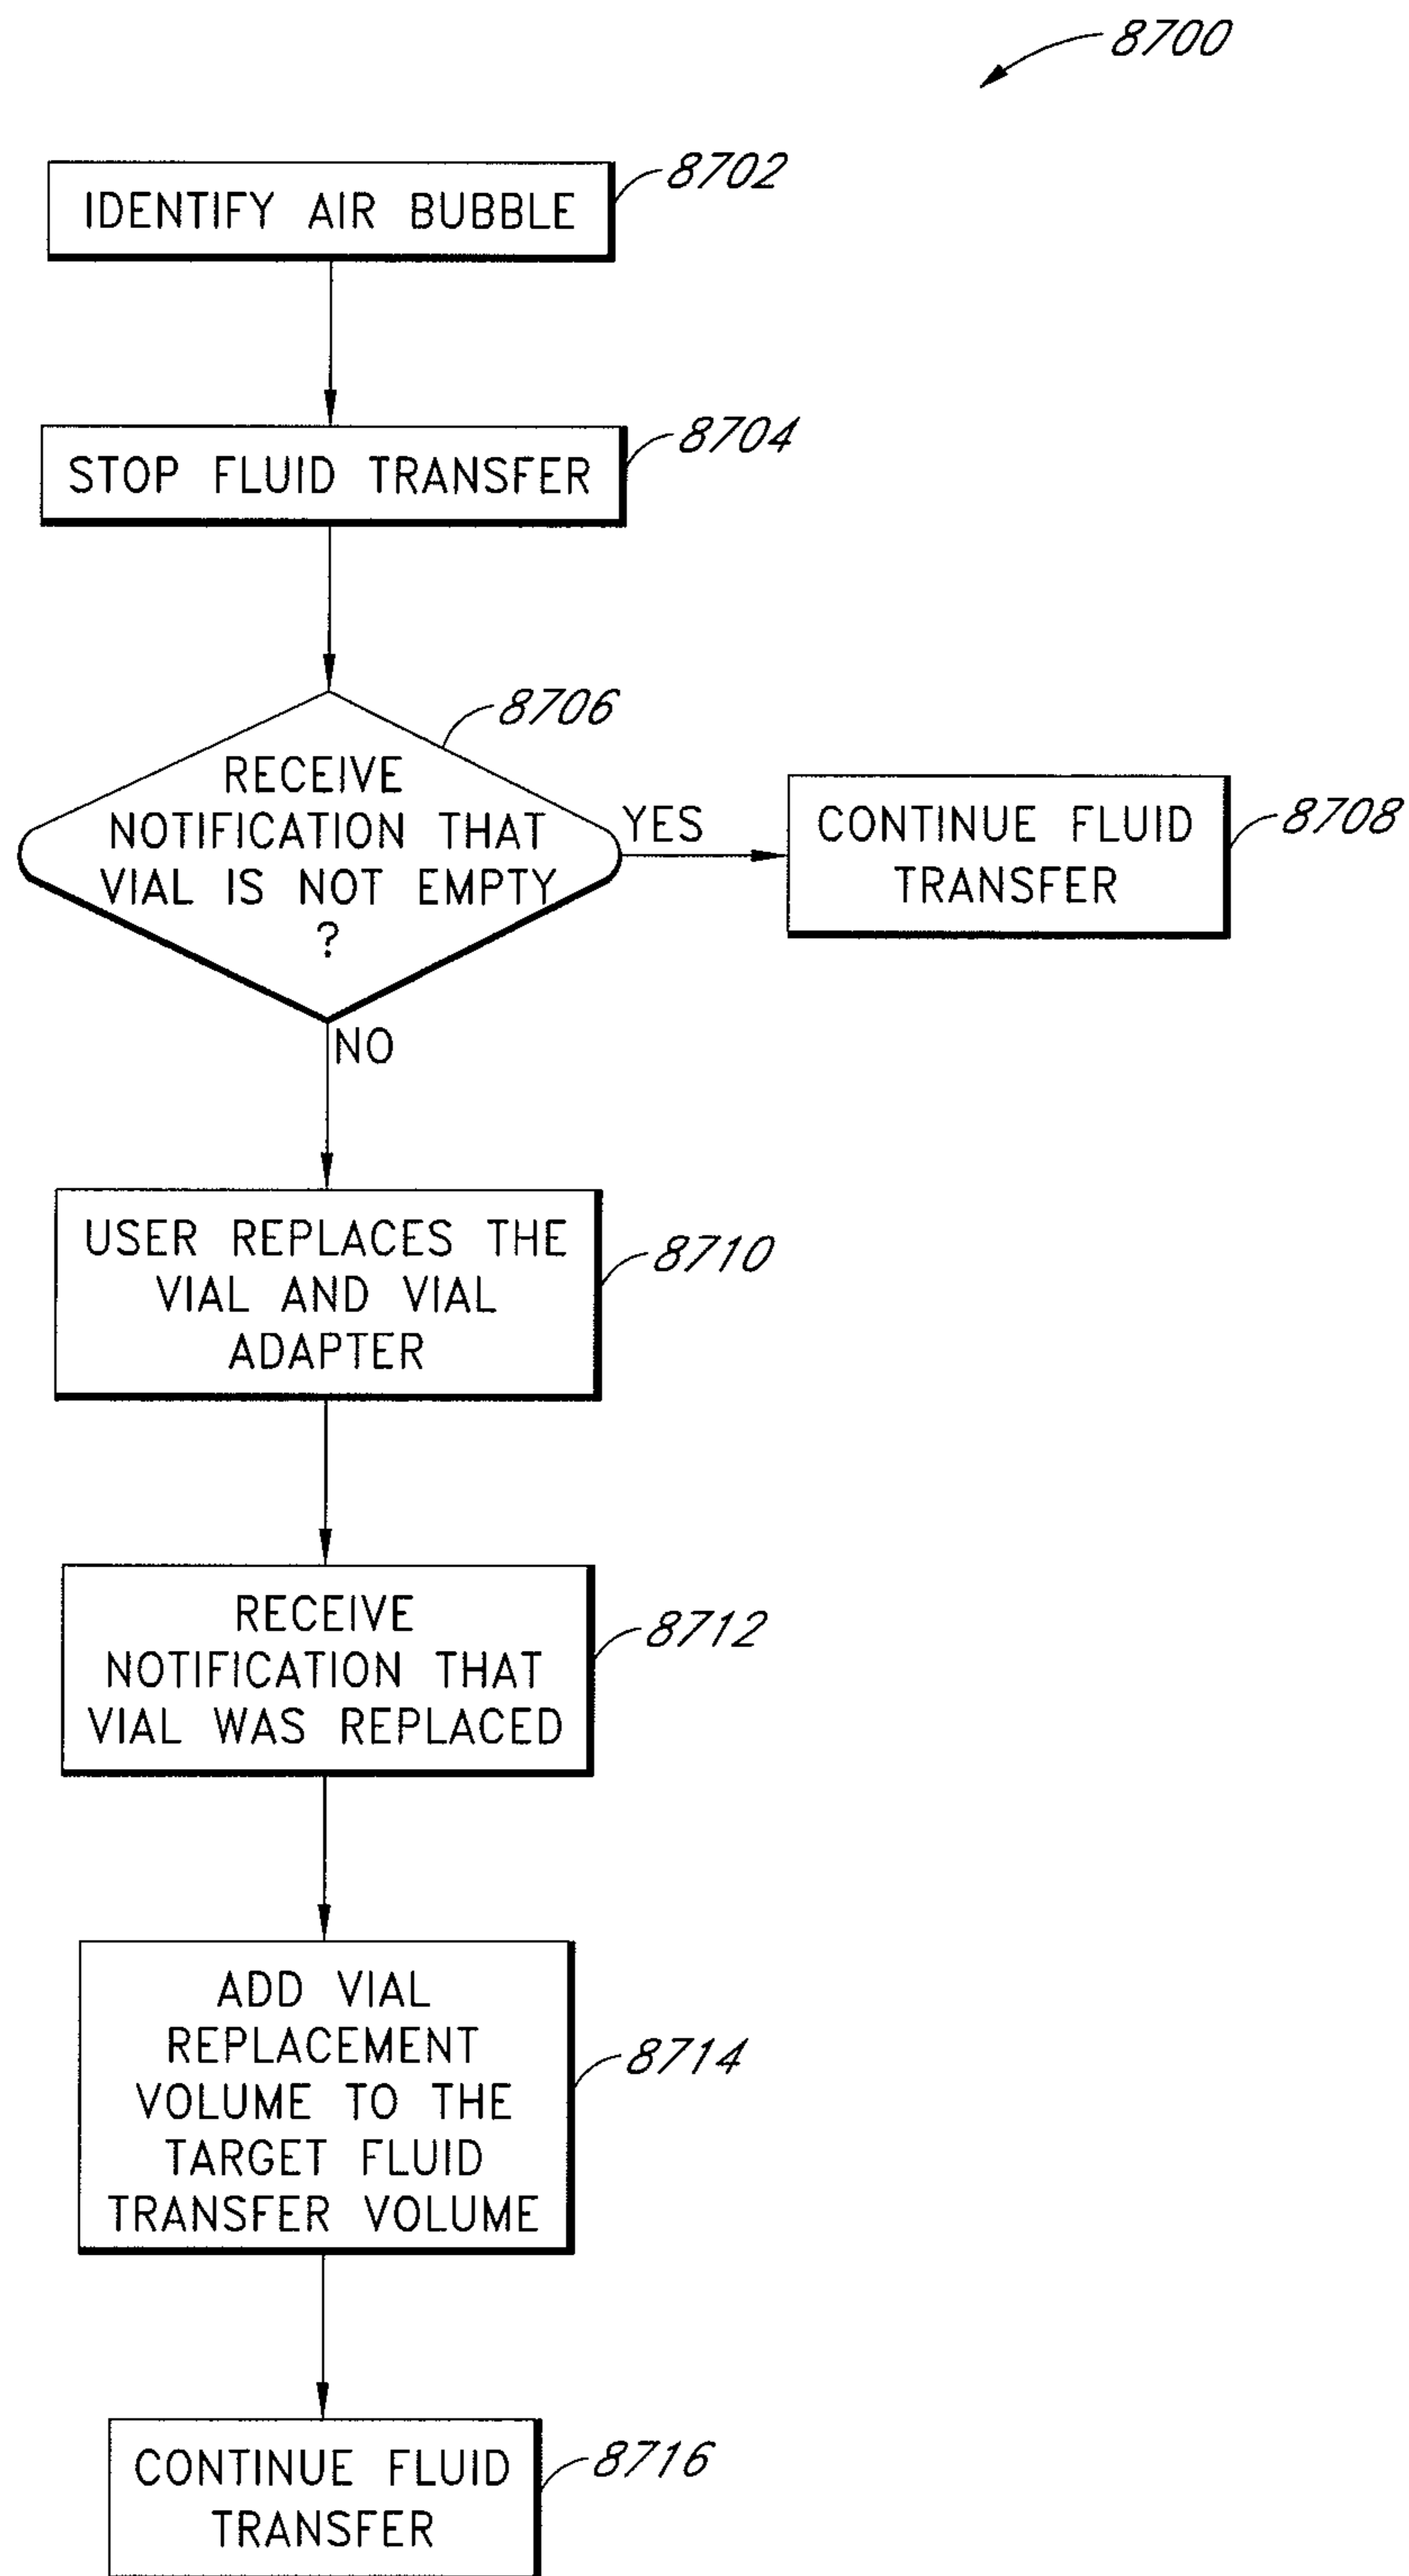 8700
IDENTIFY AIR BUBBLE
8702
STOP FLUID TRANSFER
8704
8706
RECEIVE
NOTIFICATION THAT
VIAL IS NOT EMPTY
?
YES
CONTINUE FLUID
TRANSFER
8708
NO
USER REPLACES THE
VIAL AND VIAL
ADAPTER
8710
RECEIVE
NOTIFICATION THAT
VIAL WAS REPLACED
8712
ADD VIAL
REPLACEMENT
VOLUME TO THE
TARGET FLUID
TRANSFER VOLUME
8714
CONTINUE FLUID
TRANSFER
8716